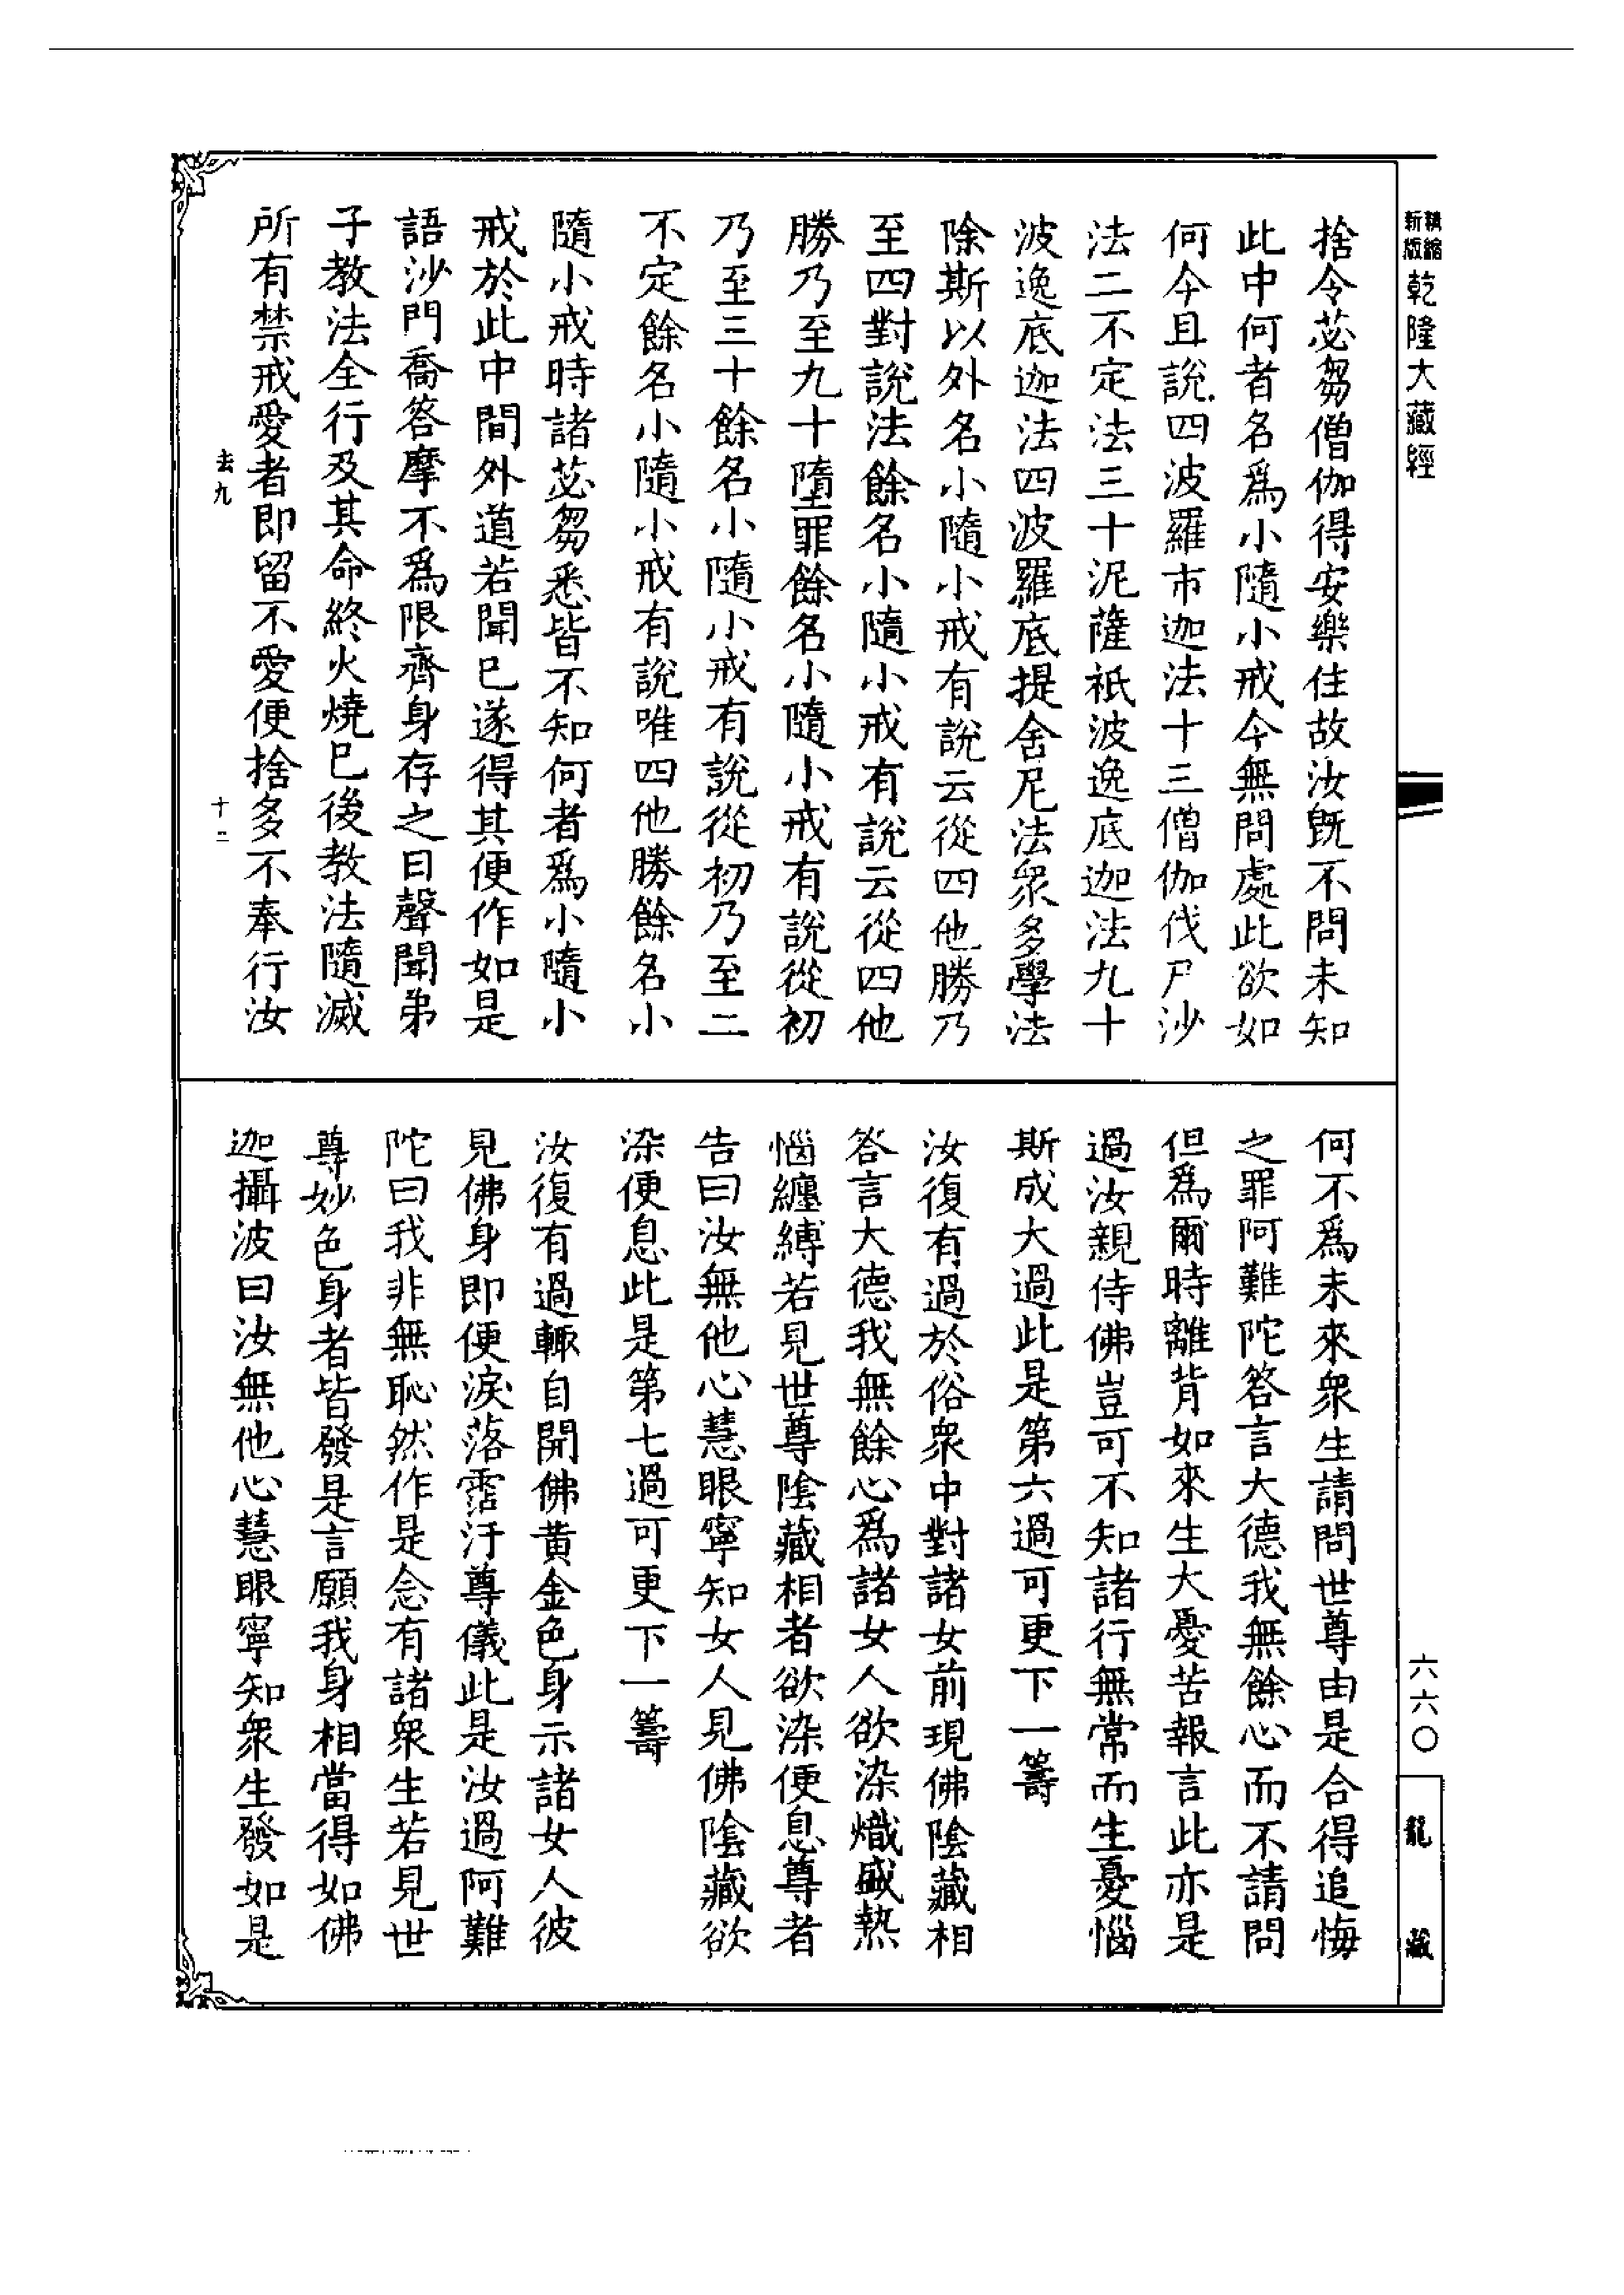 新版精縮乾隆大藏經
捨令苾芻僧伽得安樂住故汝既不問未知
此中何者名爲小隨小戒今無問處此欲如
何今且說四波羅市迦法十三僧伽伐尸沙
法二不定法三十泥薩祇波逸底迦法九十
波逸底迦法四波羅底提舍尼法衆多學法
除斯以外名小隨小戒有說云從四他勝乃
至四對說法餘名小隨小戒有說云從四他
勝乃至九十墮罪餘名小隨小戒有說從初
乃至三十餘名小隨小戒有說從初乃至二
不定餘名小隨小戒有說唯四他勝餘名小
隨小戒時諸苾芻悉皆不知何者爲小隨小
戒於此中間外道若聞已遂得其便作如是
語沙門喬答摩不爲限齊身存之日聲聞弟
子教法全行及其命終火燒已後教法隨滅
所有禁戒愛者即留不愛便捨多不奉行汝
去九
十二
何不爲未來衆生請問世尊由是合得追悔
之罪阿難陀答言大德我無餘心而不請問
但爲爾時離背如來生大憂苦報言此亦是
過汝親侍佛豈可不知諸行無常而生憂惱
斯成大過此是第六過可更下一籌
汝復有過於俗衆中對諸女前現佛陰藏相
答言大德我無餘心爲諸女人欲染熾盛熱
惱纏縛若見世尊陰藏相者欲染便息尊者
告曰汝無他心慧眼寧知女人見佛陰藏欲
染便息此是第七過可更下一籌
汝復有過輒自開佛黄金色身示諸女人彼
見佛身即便淚落霑汙尊儀此是汝過阿難
陀曰我非無恥然作是念有諸衆生若見世
尊妙色身者皆發是言願我身相當得如佛
迦攝波曰汝無他心慧眼寧知衆生發如是
六六〇
龍藏